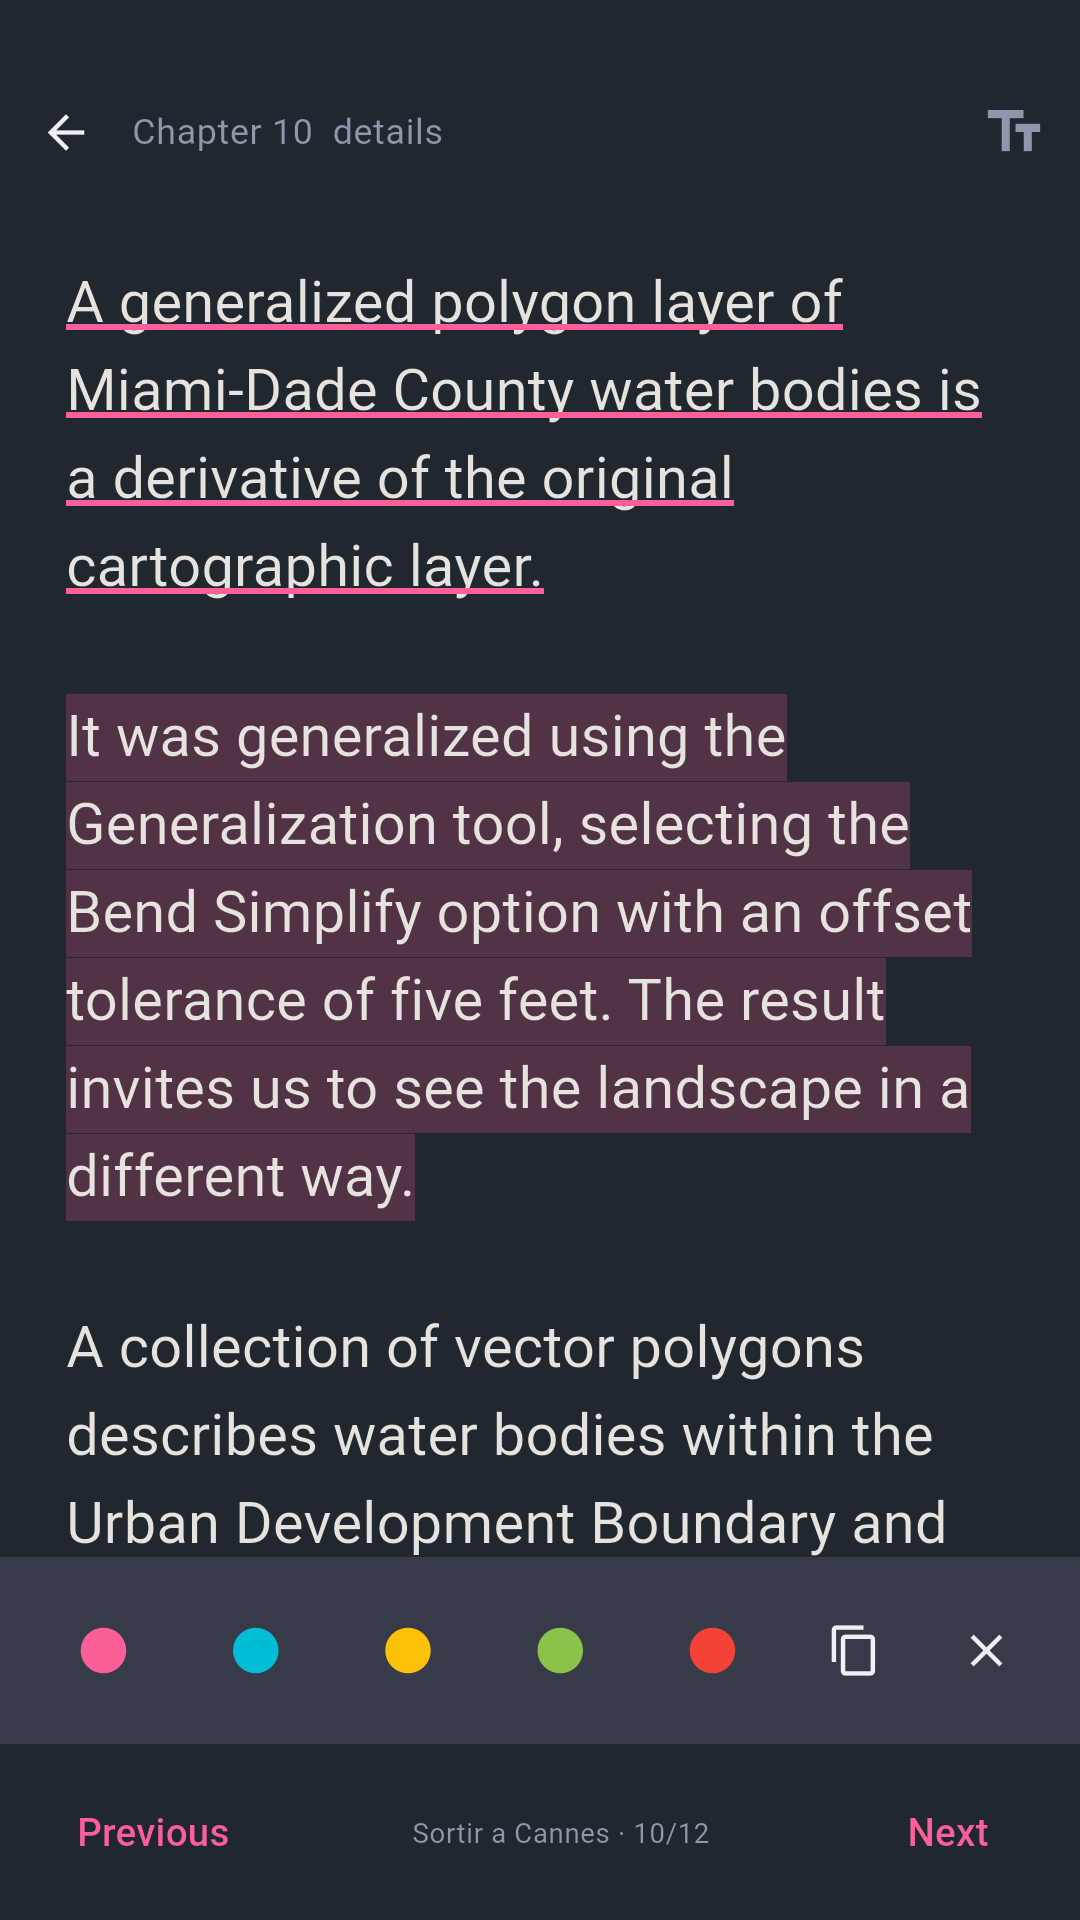 Chapter 10 details
A generalized polygon layer of
Miami-Dade County water bodies is
a derivative of the original
cartographic layer.
It was generalized using the
Generalization tool, selecting the
Bend Simplify option with an offset
tolerance of five feet. The result
invites us to see the landscape in a
different way.
A collection of vector polygons
describes water bodies within the
Urban Development Boundary and
Previous
Sortir a Cannes · 10/12
Next